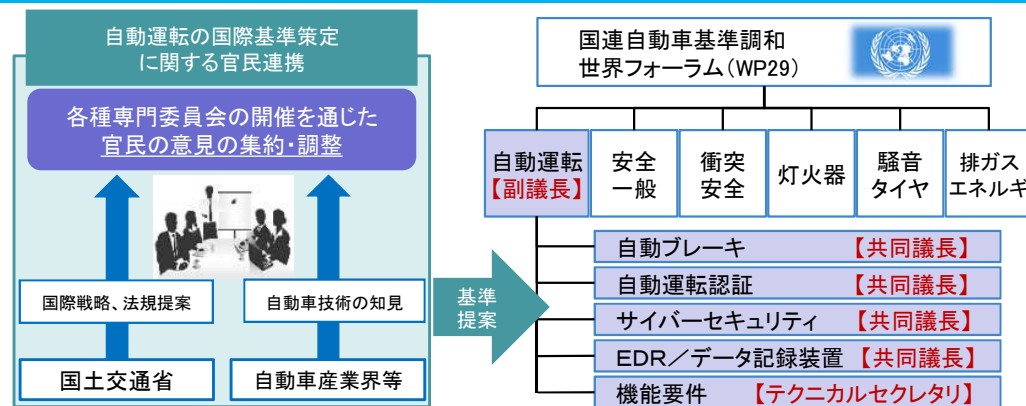 自動運転の国際基準策定
に関する官民連携
各種専門委員会の開催を通じた
官民の意見の集約・調整
国際戦略、法規提案
自動車技術の知見
国土交通省
自動車産業界等
基準
提案
国連自動車基準調和
世界フォーラム(WP29)
自動運転
【副議長】
安全
一般
衝突
安全
灯火器
騒音
タイヤ
排ガス
エネルギ
自動ブレーキ 【共同議長】
自動運転認証 【共同議長】
サイバーセキュリティ 【共同議長】
EDR/データ記録装置 【共同議長】
機能要件 【テクニカルセクレタリ】